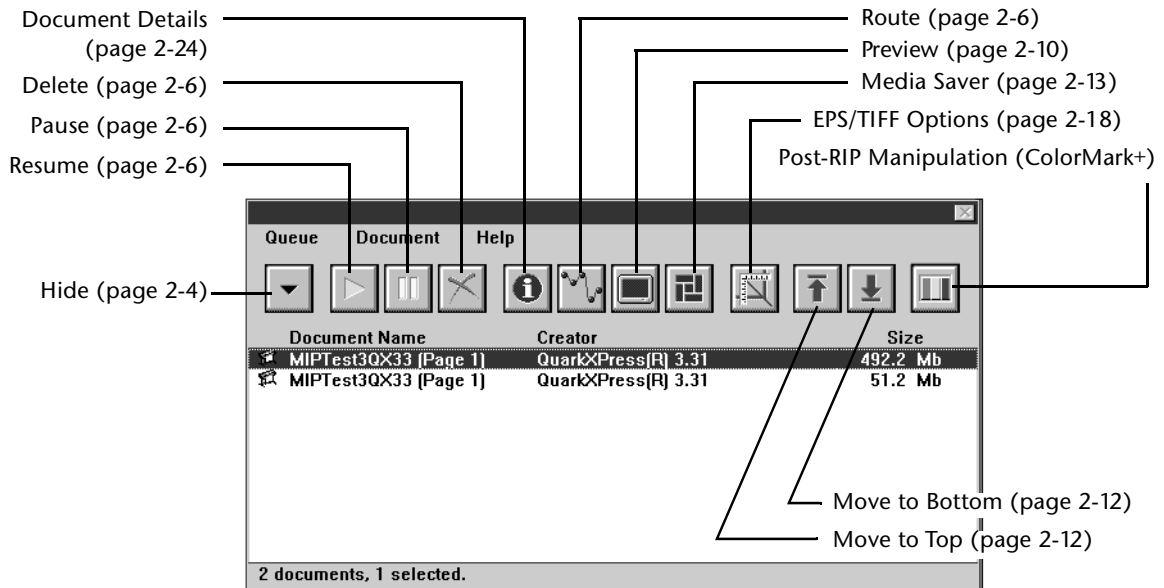 Document Details
(page 2-24)
Delete (page 2-6)
Pause (page 2-6)
Resume (page 2-6)
Hide (page 2-4)
Route (page 2-6)
Preview (page 2-10)
Media Saver (page 2-13)
EPS/TIFF Options (page 2-18)
Post-RIP Manipulation (ColorMark+)
Queue Document Help
Document Name Creator Size
MIPTest3QX33 (Page 1) QuarkXPress(R) 3.31 492.2 Mb
MIPTest3QX33 (Page 1) QuarkXPress(R) 3.31 51.2 Mb
Move to Bottom (page 2-12)
Move to Top (page 2-12)
2 documents, 1 selected.